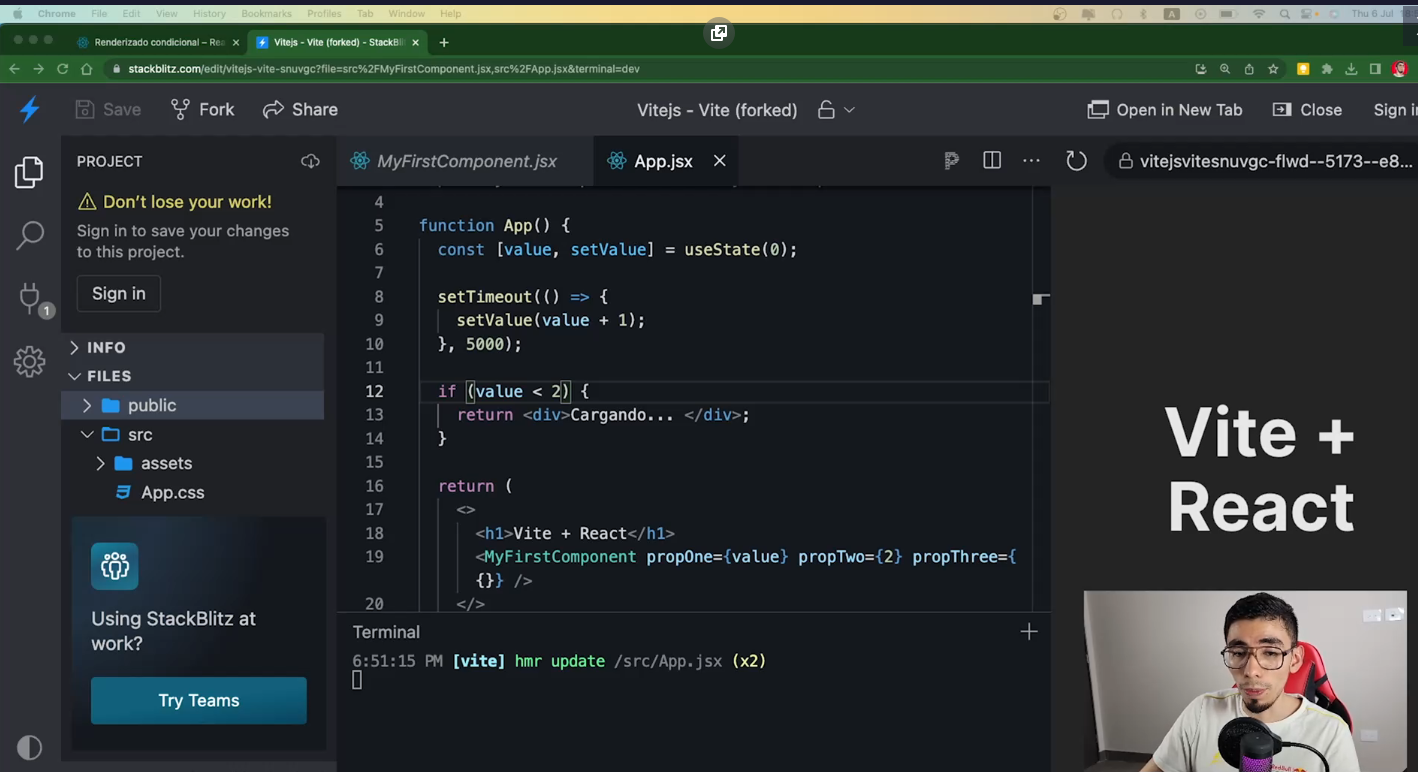 Chrome File Edit View History Bookmarks Profiles Tab Window Help
A
Thu 6 Jul
Renderizado condicional – Rea
Vitejs - Vite (forked) - StackBli
stackblitz.com/edit/vitejs-vite-snuvgc?file=src%2FMyFirstComponent.jsx,src%2FApp.jsx&terminal=dev
Save Fork Share
Vitejs - Vite (forked)
Open in New Tab Close Sign in
PROJECT
Don't lose your work!
Sign in to save your changes
to this project.
Sign in
1
INFO
FILES
public
src
assets
App.css
Using StackBlitz at
work?
Try Teams
MyFirstComponent.jsx App.jsx
vitejsvitesnuvgc-flwd--5173--e8...
4
5 function App() {
6 const [value, setValue] = useState(0);
7
8 setTimeout(() => {
9 setValue(value + 1);
10 }, 5000);
11
12 if (value < 2) {
13 return <div>Cargando... </div>;
14 }
15
16 return (
17 <>
18 <h1>Vite + React</h1>
19 <MyFirstComponent propOne={value} propTwo={2} propThree={
{}} />
20 </>
Terminal
6:51:15 PM [vite] hmr update /src/App.jsx (x2)
Vite +
React